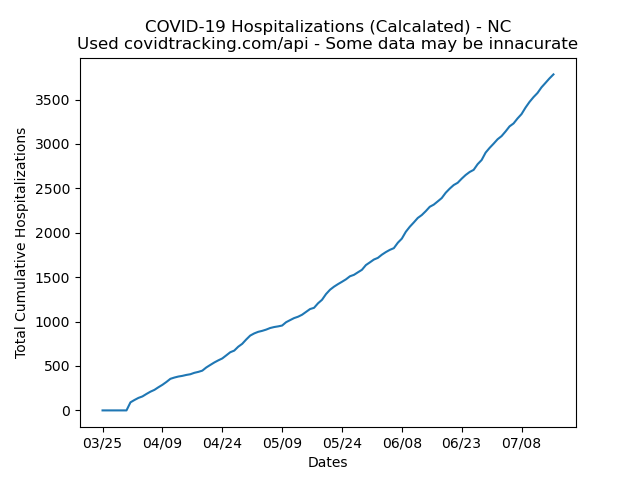 COVID-19 Hospitalizations (Calcalated) - NC
Used covidtracking.com/api - Some data may be innacurate
Total Cumulative Hospitalizations
3500
3000
2500
2000
1500
1000
500
0
03/25 04/09 04/24 05/09 05/24 06/08 06/23 07/08
Dates